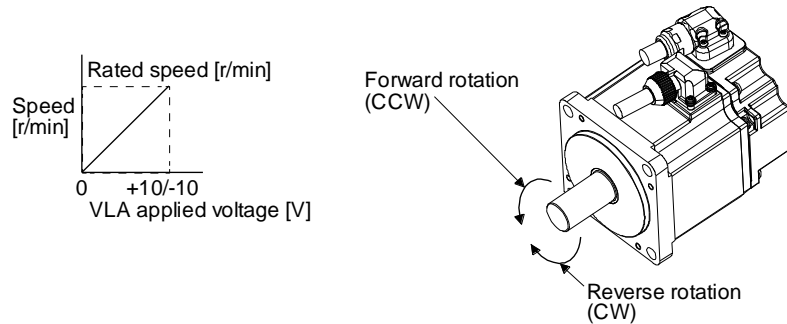 Rated speed [r/min]
Speed
[r/min]
0
+10/-10
VLA applied voltage [V]
Forward rotation
(CCW)
Reverse rotation
(CW)